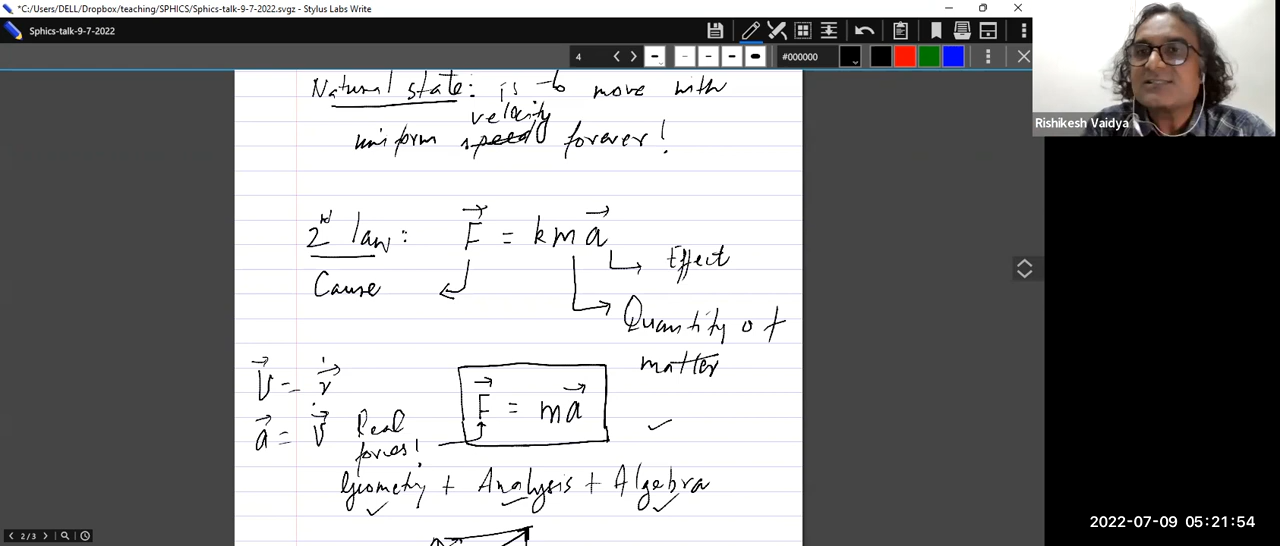 *C:/Users/DELL/Dropbox/teaching/SPHICS/Sphics-talk-9-7-2022.svgz - Stylus Labs Write
Sphics-talk-9-7-2022
4
#000000
Rishikesh Vaidya
Natural state: is to move with
velocity
uniform speed forever!
2nd law: F⃗ = k m a⃗
Effect
Cause
Quantity of
matter
v⃗ = ṙ⃗
F⃗ = m a⃗
a⃗ = v̇⃗ Real
forces!
Geometry + Analysis + Algebra
2/3
2022-07-09 05:21:54